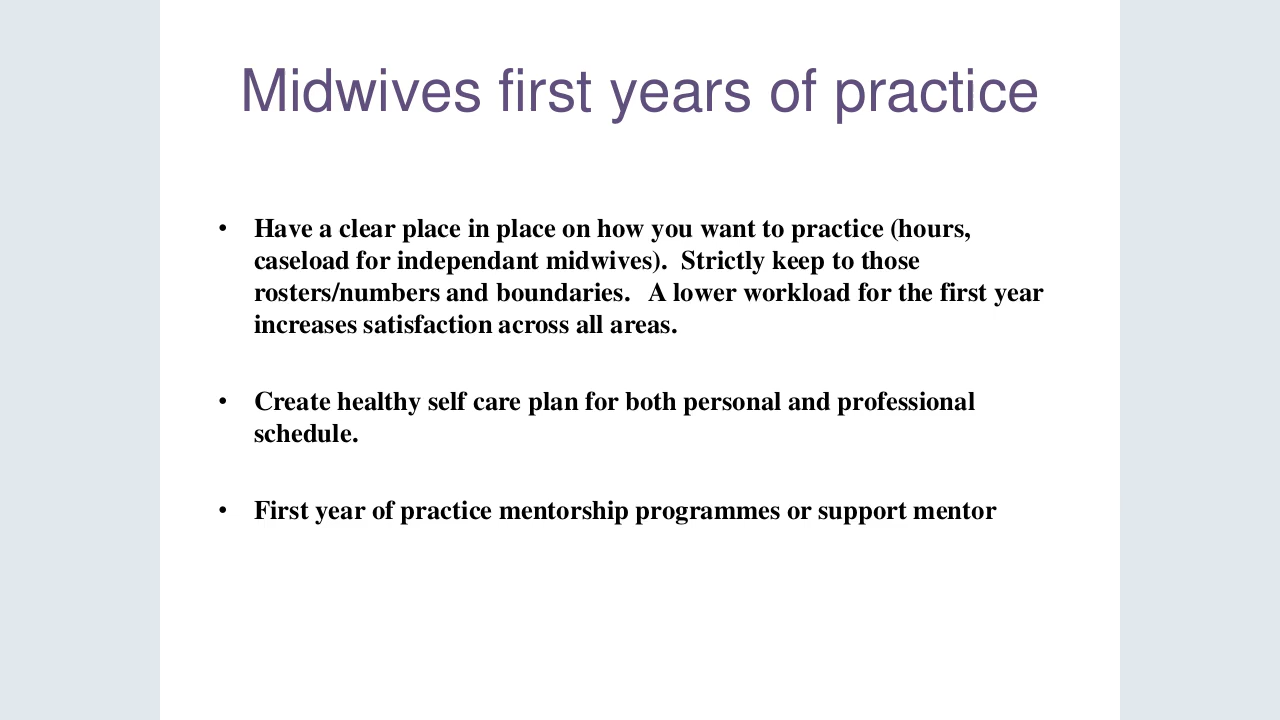 Midwives first years of practice
• Have a clear place in place on how you want to practice (hours,
caseload for independant midwives).  Strictly keep to those
rosters/numbers and boundaries.   A lower workload for the first year
increases satisfaction across all areas.
• Create healthy self care plan for both personal and professional
schedule.
• First year of practice mentorship programmes or support mentor